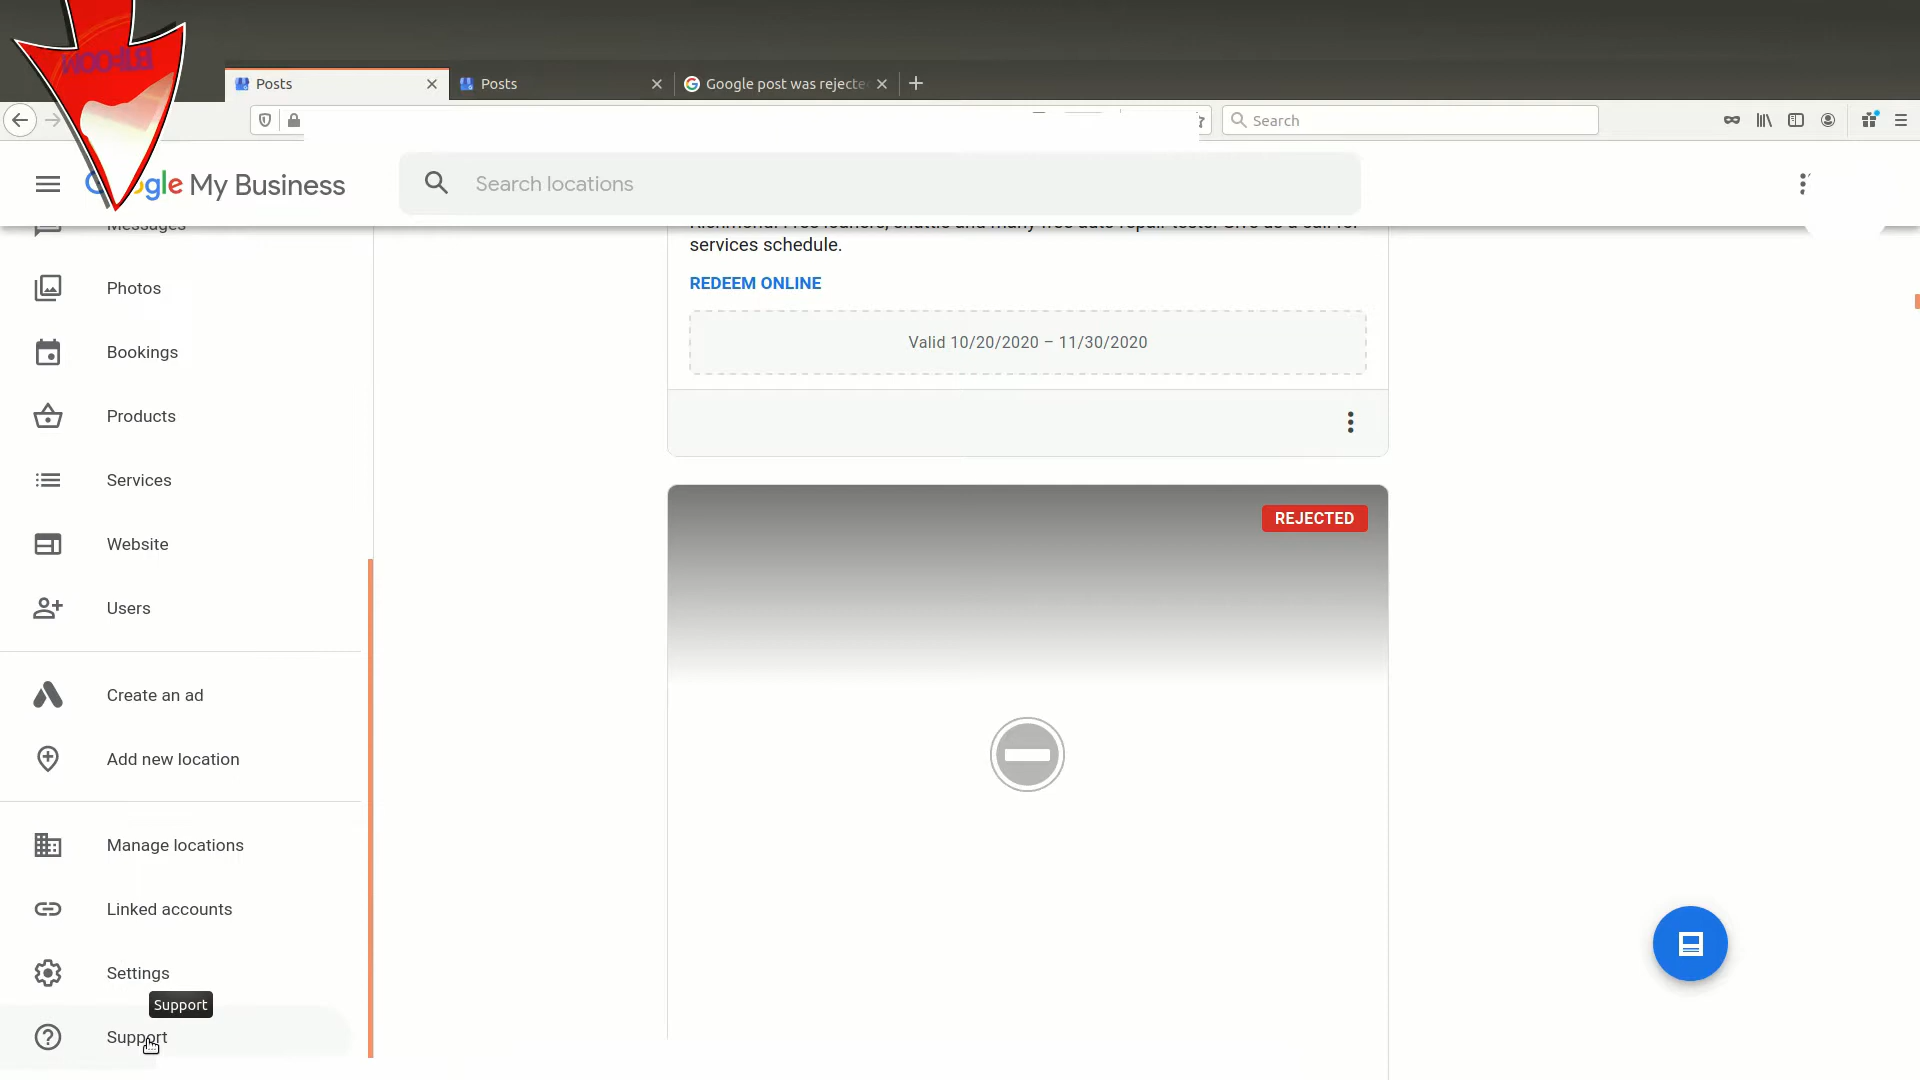 Posts
Posts
Google post was rejecte
Search
gle My Business
Search locations
Messages
services schedule.
REDEEM ONLINE
Photos
Valid 10/20/2020 – 11/30/2020
Bookings
Products
Services
REJECTED
Website
Users
Create an ad
Add new location
Manage locations
Linked accounts
Settings
Support
Support